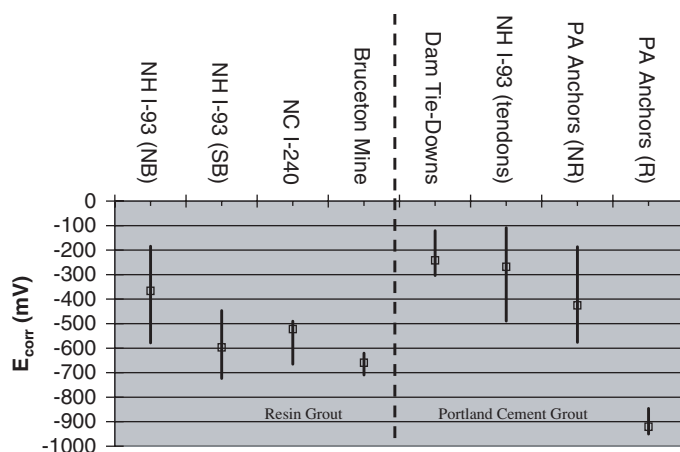 NH I-93 (NB)
NH I-93 (SB)
NC I-240
Bruceton Mine
Dam Tie-Downs
NH I-93 (tendons)
PA Anchors (NR)
PA Anchors (R)
0
-100
-200
-300
-400
-500
-600
-700
-800
-900
-1000
Ecorr (mV)
Resin Grout
Portland Cement Grout